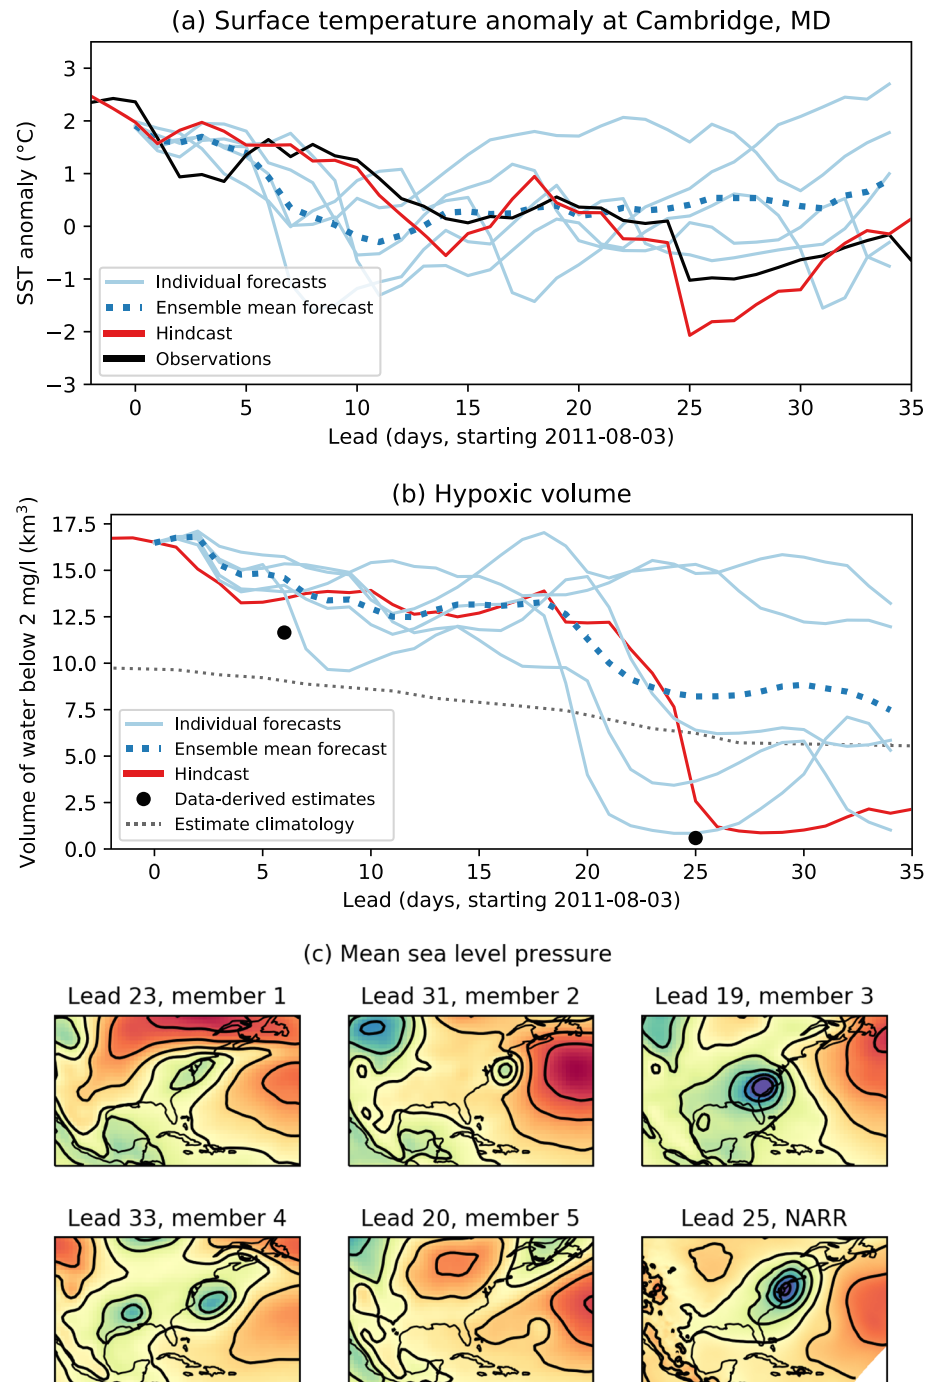 (a) Surface temperature anomaly at Cambridge, MD
SST anomaly (°C)
3
2
1
0
−1
−2
−3
Individual forecasts
Ensemble mean forecast
Hindcast
Observations
0 5 10 15 20 25 30 35
Lead (days, starting 2011-08-03)
(b) Hypoxic volume
Volume of water below 2 mg/l (km³)
17.5
15.0
12.5
10.0
7.5
5.0
2.5
0.0
Individual forecasts
Ensemble mean forecast
Hindcast
Data-derived estimates
Estimate climatology
0 5 10 15 20 25 30 35
Lead (days, starting 2011-08-03)
(c) Mean sea level pressure
Lead 23, member 1
Lead 31, member 2
Lead 19, member 3
Lead 33, member 4
Lead 20, member 5
Lead 25, NARR